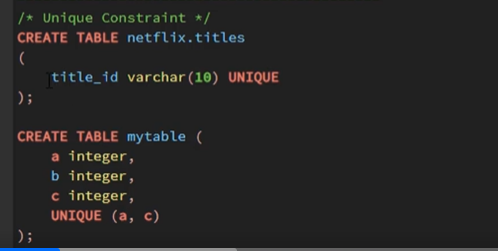 /* Unique Constraint */
CREATE TABLE netflix.titles
(
title_id varchar(10) UNIQUE
);
CREATE TABLE mytable (
a integer,
b integer,
c integer,
UNIQUE (a, c)
);